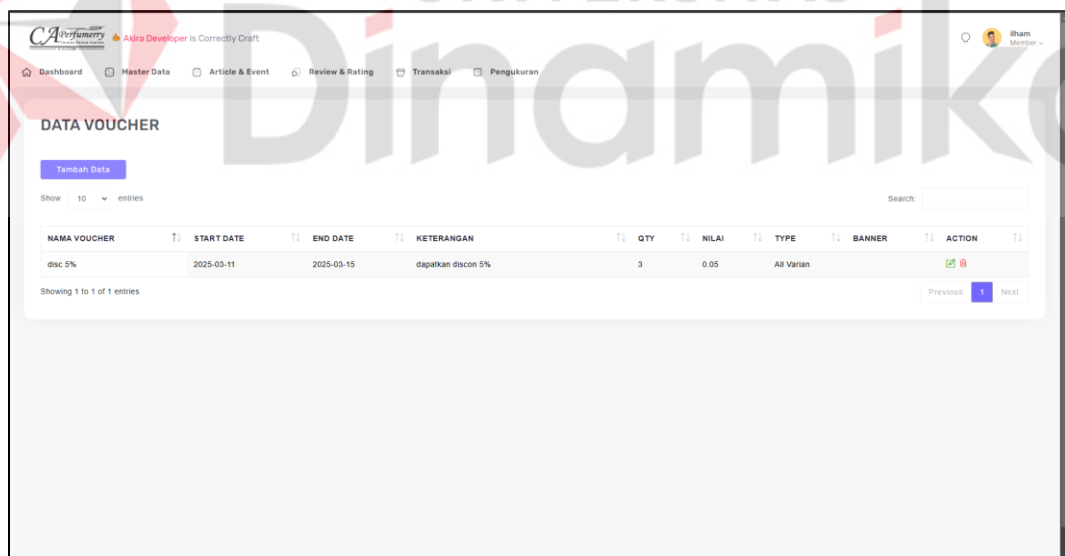 Dinamika
CA Perfumerry
Akira Developer is Correctly Craft
ilham
Member
Dashboard Master Data Article & Event Review & Rating Transaksi Pengukuran
DATA VOUCHER
Tambah Data
Show 10 entries Search:
NAMA VOUCHER START DATE END DATE KETERANGAN QTY NILAI TYPE BANNER ACTION
disc 5% 2025-03-11 2025-03-15 dapatkan discon 5% 3 0.05 All Varian
Showing 1 to 1 of 1 entries Previous 1 Next